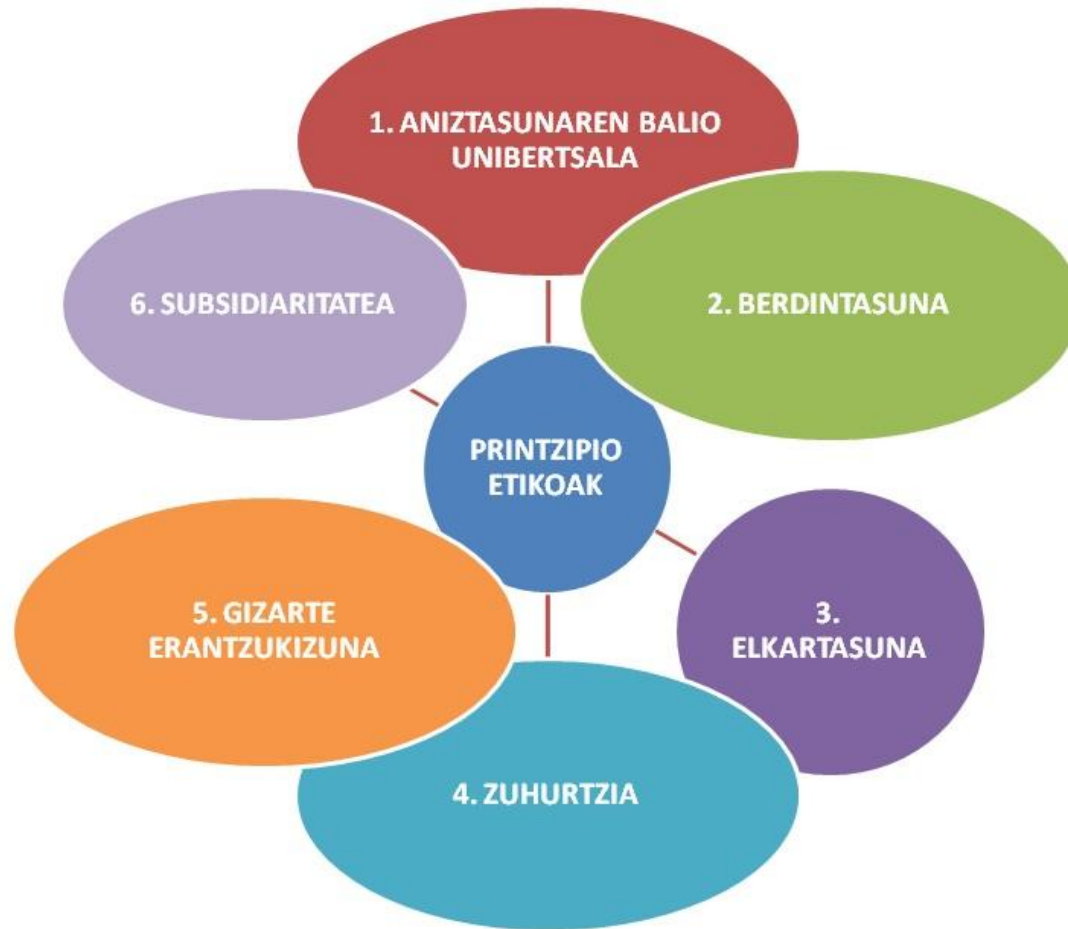 1. ANIZTASUNAREN BALIO
UNIBERTSALA
2. BERDINTASUNA
3.
ELKARTASUNA
4. ZUHURTZIA
5. GIZARTE
ERANTZUKIZUNA
6. SUBSIDIARITATEA
PRINTZIPIO
ETIKOAK